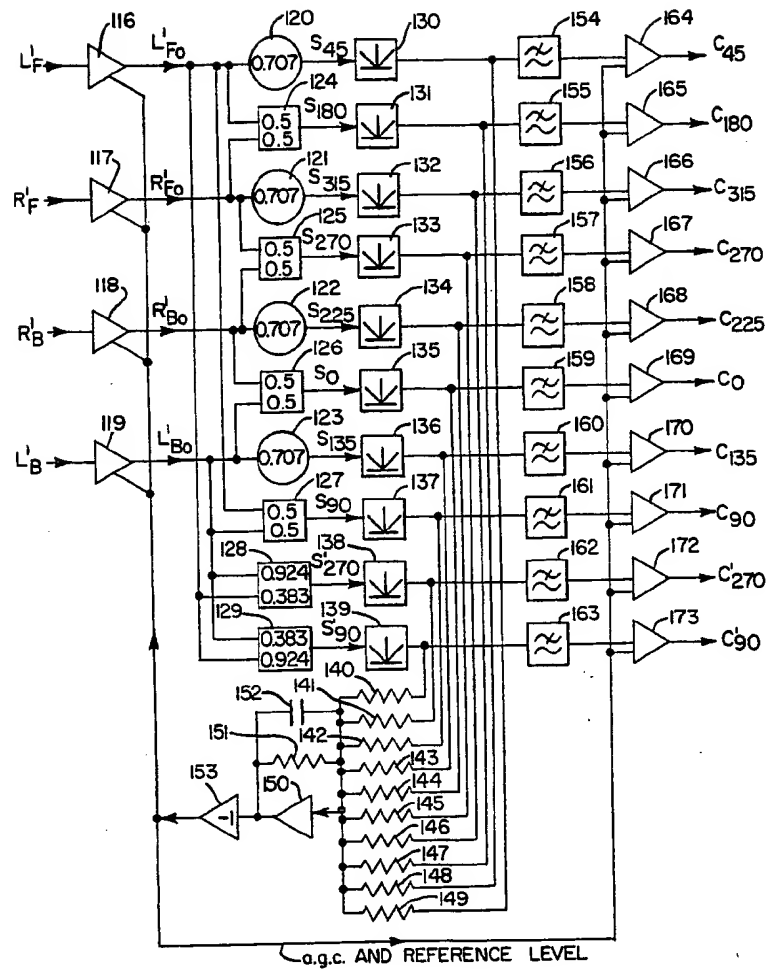 116 120 130 154 164
L'F L'Fo 0.707 S45 C45
124 131 155 165
0.5 S180 C180
0.5
117 121 132 156 166
R'F R'Fo 0.707 S315 C315
125 133 157 167
0.5 S270 C270
0.5
118 122 134 158 168
R'B R'Bo 0.707 S225 C225
126 135 159 169
0.5 S0 C0
0.5
119 123 136 160 170
L'B L'Bo 0.707 S135 C135
127 137 161 171
0.5 S90 C90
0.5
128 138 162 172
0.924 S'270 C'270
0.383
129 139 163 173
0.383 S'90 C'90
0.924
140
152 141
151 142
143
153 150 144
-1 145
146
147
148
149
a.g.c. AND REFERENCE LEVEL